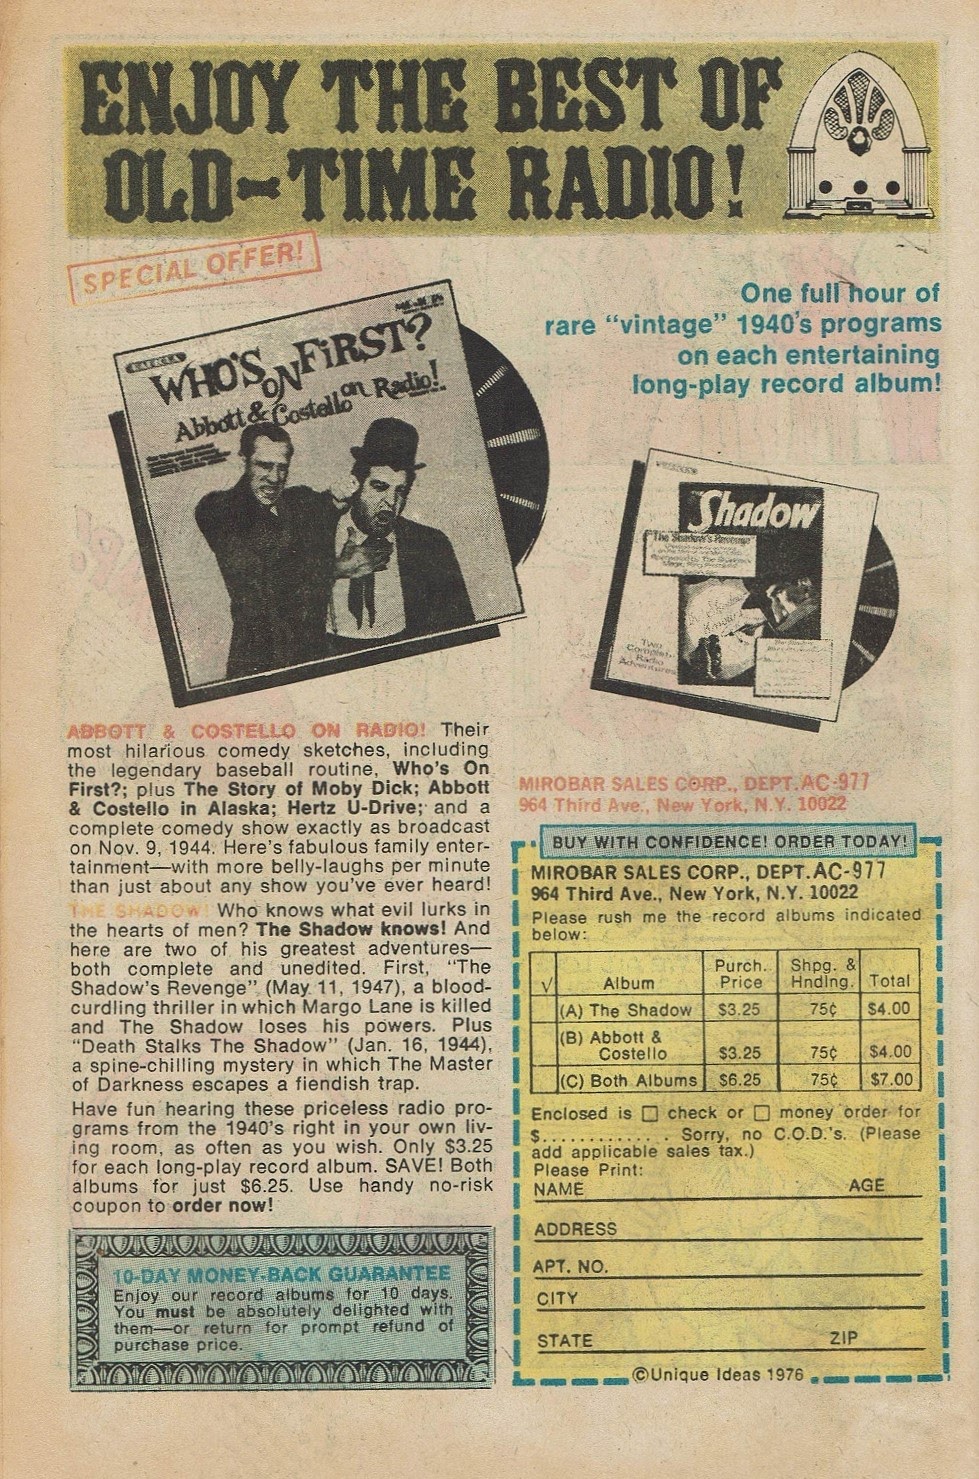 ENJOY THE BEST OF
OLD-TIME RADIO!
SPECIAL OFFER!
One full hour of
rare "vintage" 1940's programs
on each entertaining
long-play record album!
WHO'S
ON
FiRST?
Abbott & Costello on Radio!
Shadow
"The Shadow's Revenge"
Two
Complete
Radio
Adventures
ABBOTT & COSTELLO ON RADIO! Their
most hilarious comedy sketches, including
the legendary baseball routine, Who's On
First?; plus The Story of Moby Dick; Abbott
& Costello in Alaska; Hertz U-Drive; and a
complete comedy show exactly as broadcast
on Nov. 9, 1944. Here's fabulous family enter-
tainment—with more belly-laughs per minute
than just about any show you've ever heard!
THE SHADOW! Who knows what evil lurks in
the hearts of men? The Shadow knows! And
here are two of his greatest adventures—
both complete and unedited. First, "The
Shadow's Revenge" (May 11, 1947), a blood-
curdling thriller in which Margo Lane is killed
and The Shadow loses his powers. Plus
"Death Stalks The Shadow" (Jan. 16, 1944),
a spine-chilling mystery in which The Master
of Darkness escapes a fiendish trap.
Have fun hearing these priceless radio pro-
grams from the 1940's right in your own liv-
ing room, as often as you wish. Only $3.25
for each long-play record album. SAVE! Both
albums for just $6.25. Use handy no-risk
coupon to order now!
10-DAY MONEY-BACK GUARANTEE
Enjoy our record albums for 10 days.
You must be absolutely delighted with
them—or return for prompt refund of
purchase price.
MIROBAR SALES CORP., DEPT. AC-977
964 Third Ave., New York, N.Y. 10022
BUY WITH CONFIDENCE! ORDER TODAY!
MIROBAR SALES CORP., DEPT. AC-977
964 Third Ave., New York, N.Y. 10022
Please rush me the record albums indicated
below:
√ Album Purch. Price Shpg. & Hndlng. Total
(A) The Shadow $3.25 75¢ $4.00
(B) Abbott &
Costello $3.25 75¢ $4.00
(C) Both Albums $6.25 75¢ $7.00
Enclosed is □ check or □ money order for
$............ Sorry, no C.O.D.'s. (Please
add applicable sales tax.)
Please Print:
NAME AGE
ADDRESS
APT. NO.
CITY
STATE ZIP
©Unique Ideas 1976